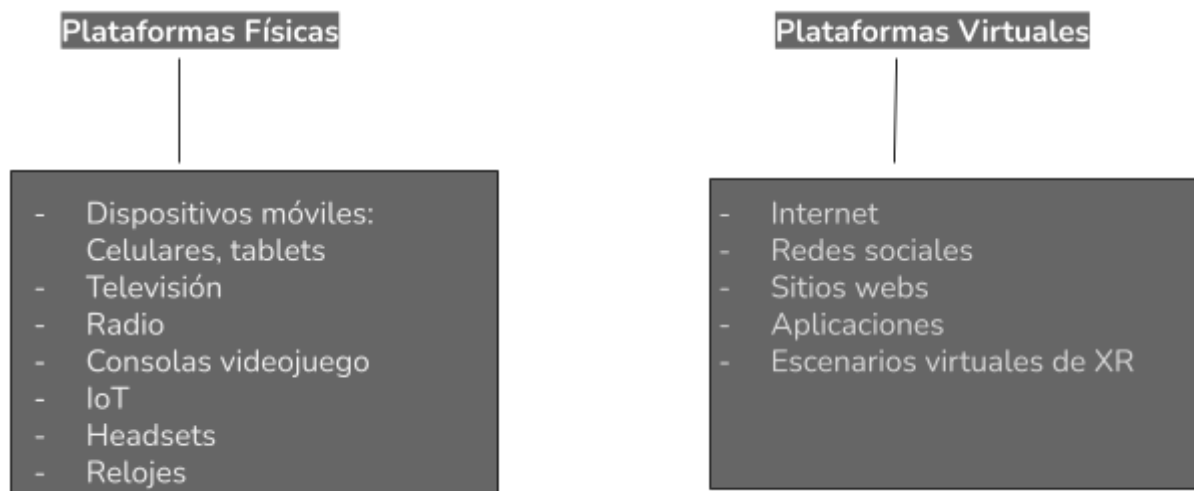 Plataformas Físicas
- Dispositivos móviles:
Celulares, tablets
- Televisión
- Radio
- Consolas videojuego
- IoT
- Headsets
- Relojes
Plataformas Virtuales
- Internet
- Redes sociales
- Sitios webs
- Aplicaciones
- Escenarios virtuales de XR